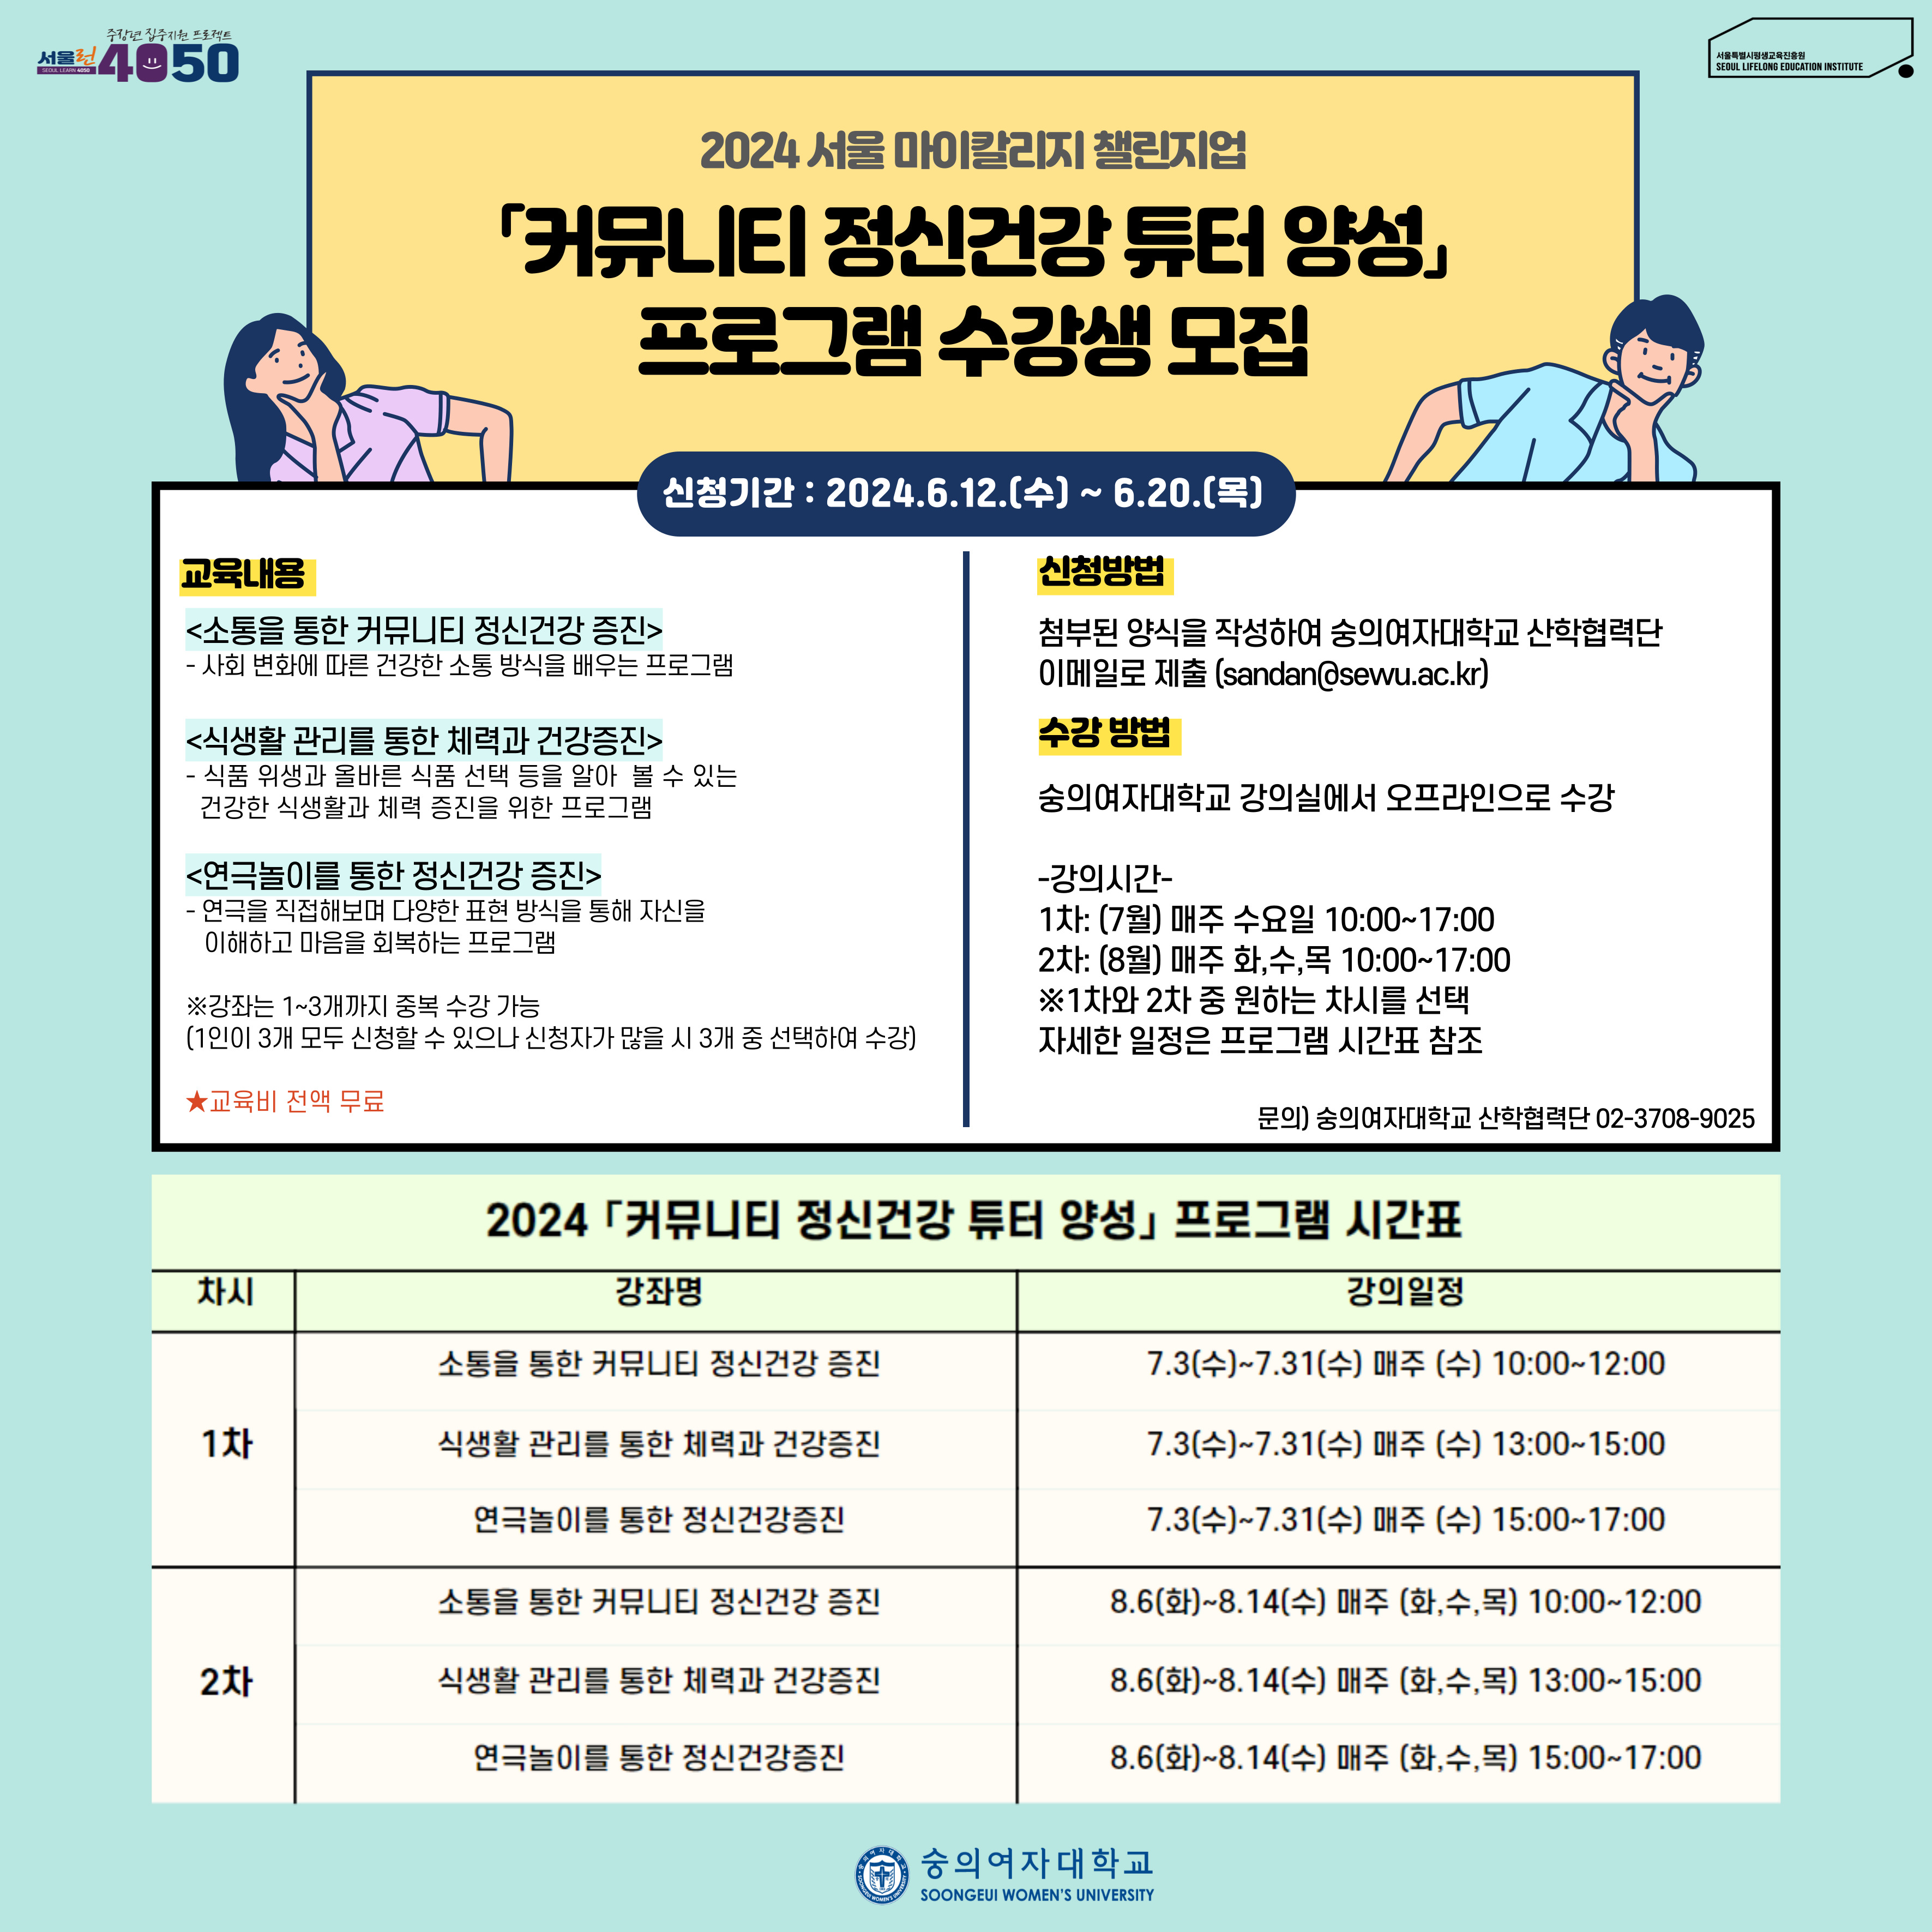 중장년 집중지원 프로젝트
서울런 4050
SEOUL LEARN 4050
서울특별시평생교육진흥원
SEOUL LIFELONG EDUCATION INSTITUTE
2024 서울 마이칼리지 챌린지업
「커뮤니티 정신건강 튜터 양성」
프로그램 수강생 모집
신청기간 : 2024.6.12.(수) ~ 6.20.(목)
교육내용
<소통을 통한 커뮤니티 정신건강 증진>
- 사회 변화에 따른 건강한 소통 방식을 배우는 프로그램
<식생활 관리를 통한 체력과 건강증진>
- 식품 위생과 올바른 식품 선택 등을 알아 볼 수 있는
건강한 식생활과 체력 증진을 위한 프로그램
<연극놀이를 통한 정신건강 증진>
- 연극을 직접해보며 다양한 표현 방식을 통해 자신을
이해하고 마음을 회복하는 프로그램
※강좌는 1~3개까지 중복 수강 가능
(1인이 3개 모두 신청할 수 있으나 신청자가 많을 시 3개 중 선택하여 수강)
★교육비 전액 무료
신청방법
첨부된 양식을 작성하여 숭의여자대학교 산학협력단
이메일로 제출 (sandan@sewu.ac.kr)
수강 방법
숭의여자대학교 강의실에서 오프라인으로 수강
-강의시간-
1차: (7월) 매주 수요일 10:00~17:00
2차: (8월) 매주 화,수,목 10:00~17:00
※1차와 2차 중 원하는 차시를 선택
자세한 일정은 프로그램 시간표 참조
문의) 숭의여자대학교 산학협력단 02-3708-9025
2024 「커뮤니티 정신건강 튜터 양성」 프로그램 시간표
차시 강좌명 강의일정
소통을 통한 커뮤니티 정신건강 증진 7.3(수)~7.31(수) 매주 (수) 10:00~12:00
1차 식생활 관리를 통한 체력과 건강증진 7.3(수)~7.31(수) 매주 (수) 13:00~15:00
연극놀이를 통한 정신건강증진 7.3(수)~7.31(수) 매주 (수) 15:00~17:00
소통을 통한 커뮤니티 정신건강 증진 8.6(화)~8.14(수) 매주 (화,수,목) 10:00~12:00
2차 식생활 관리를 통한 체력과 건강증진 8.6(화)~8.14(수) 매주 (화,수,목) 13:00~15:00
연극놀이를 통한 정신건강증진 8.6(화)~8.14(수) 매주 (화,수,목) 15:00~17:00
숭의여자대학교
SOONGEUI WOMEN'S UNIVERSITY
숭의여자대학교
SOONGEUI WOMEN'S UNIVERSITY